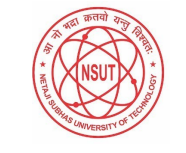 आ नो भद्राः क्रतवो यन्तु विश्वतः
NSUT
NETAJI SUBHAS UNIVERSITY OF TECHNOLOGY